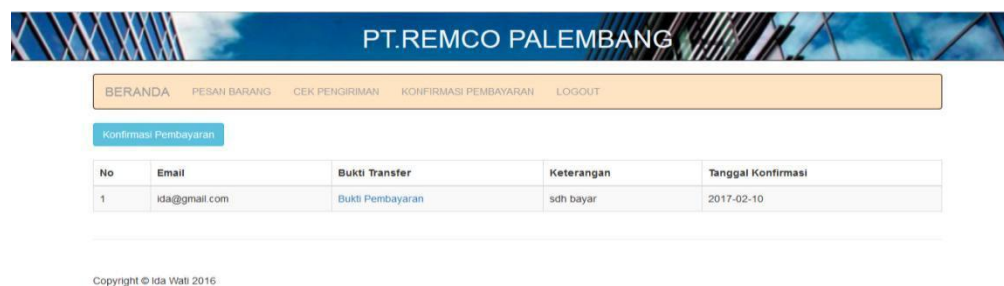 PT.REMCO PALEMBANG
BERANDA PESAN BARANG CEK PENGIRIMAN KONFIRMASI PEMBAYARAN LOGOUT
Konfirmasi Pembayaran
No Email Bukti Transfer Keterangan Tanggal Konfirmasi
1 ida@gmail.com Bukti Pembayaran sdh bayar 2017-02-10
Copyright © Ida Wati 2016